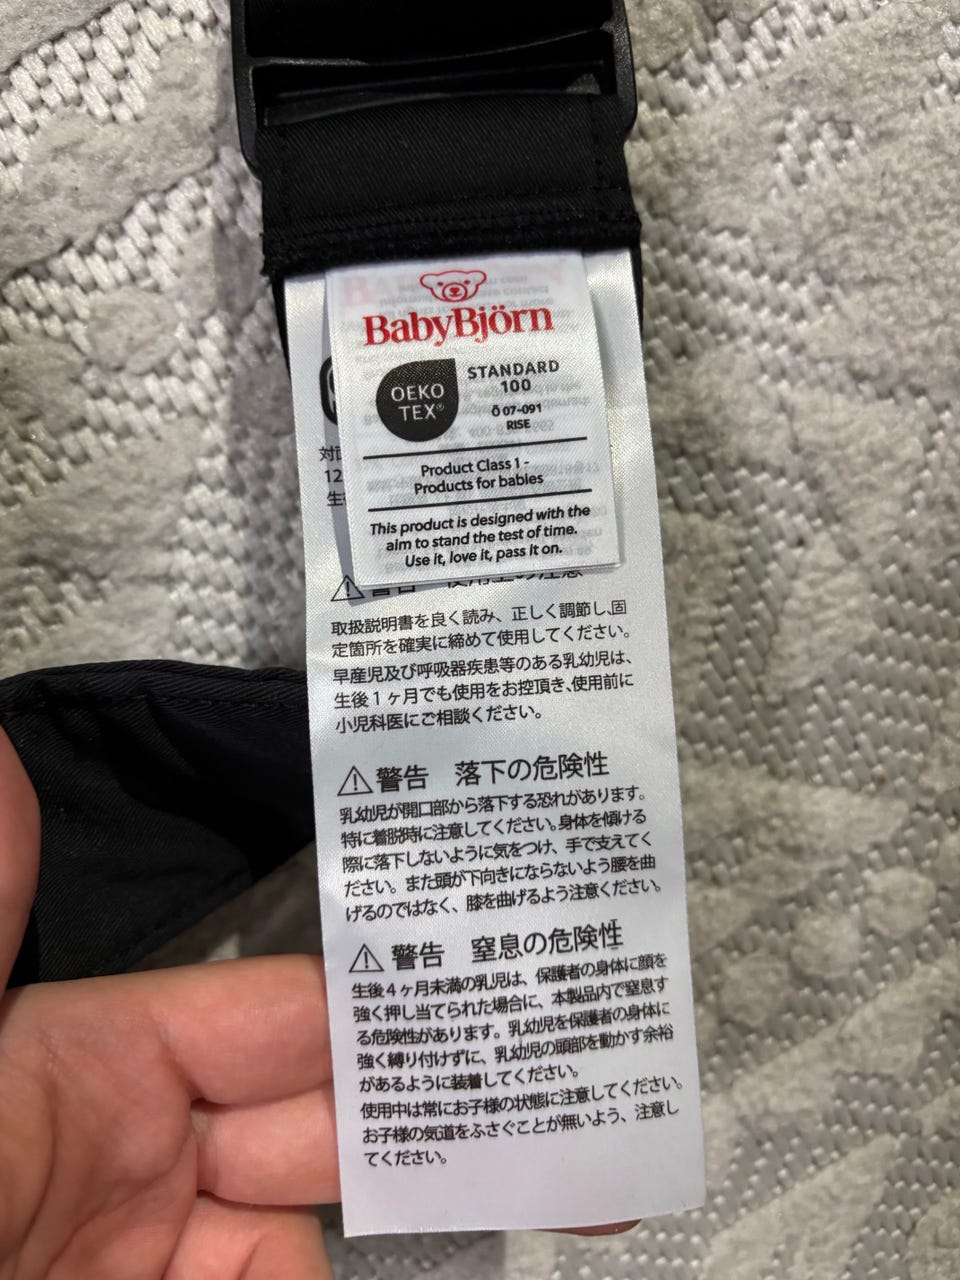 BabyBjörn
OEKO
TEX®
STANDARD
100
Ö 07-091
RISE
Product Class 1 -
Products for babies
This product is designed with the
aim to stand the test of time.
Use it, love it, pass it on.
対面
12
生後
警告 使用上の注意
取扱説明書を良く読み、正しく調節し、固
定箇所を確実に締めて使用してください。
早産児及び呼吸器疾患等のある乳幼児は、
生後1ヶ月でも使用をお控頂き、使用前に
小児科医にご相談ください。
警告 落下の危険性
乳幼児が開口部から落下する恐れがあります。
特に着脱時に注意してください。身体を傾ける
際に落下しないように気をつけ、手で支えてく
ださい。また頭が下向きにならないよう腰を曲
げるのではなく、膝を曲げるよう注意ください。
警告 窒息の危険性
生後4ヶ月未満の乳児は、保護者の身体に顔を
強く押し当てられた場合に、本製品内で窒息す
る危険性があります。乳幼児を保護者の身体に
強く縛り付けずに、乳幼児の頭部を動かす余裕
があるように装着してください。
使用中は常にお子様の状態に注意してください。
お子様の気道をふさぐことが無いよう、注意し
てください。